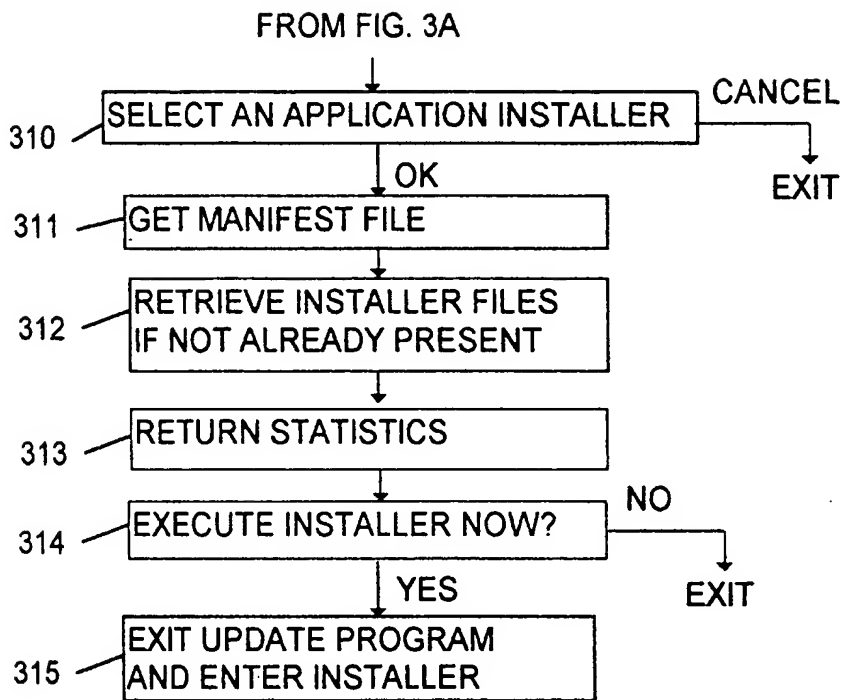 FROM FIG. 3A
310 SELECT AN APPLICATION INSTALLER CANCEL
EXIT
OK
311 GET MANIFEST FILE
312 RETRIEVE INSTALLER FILES
IF NOT ALREADY PRESENT
313 RETURN STATISTICS
314 EXECUTE INSTALLER NOW? NO
EXIT
YES
315 EXIT UPDATE PROGRAM
AND ENTER INSTALLER